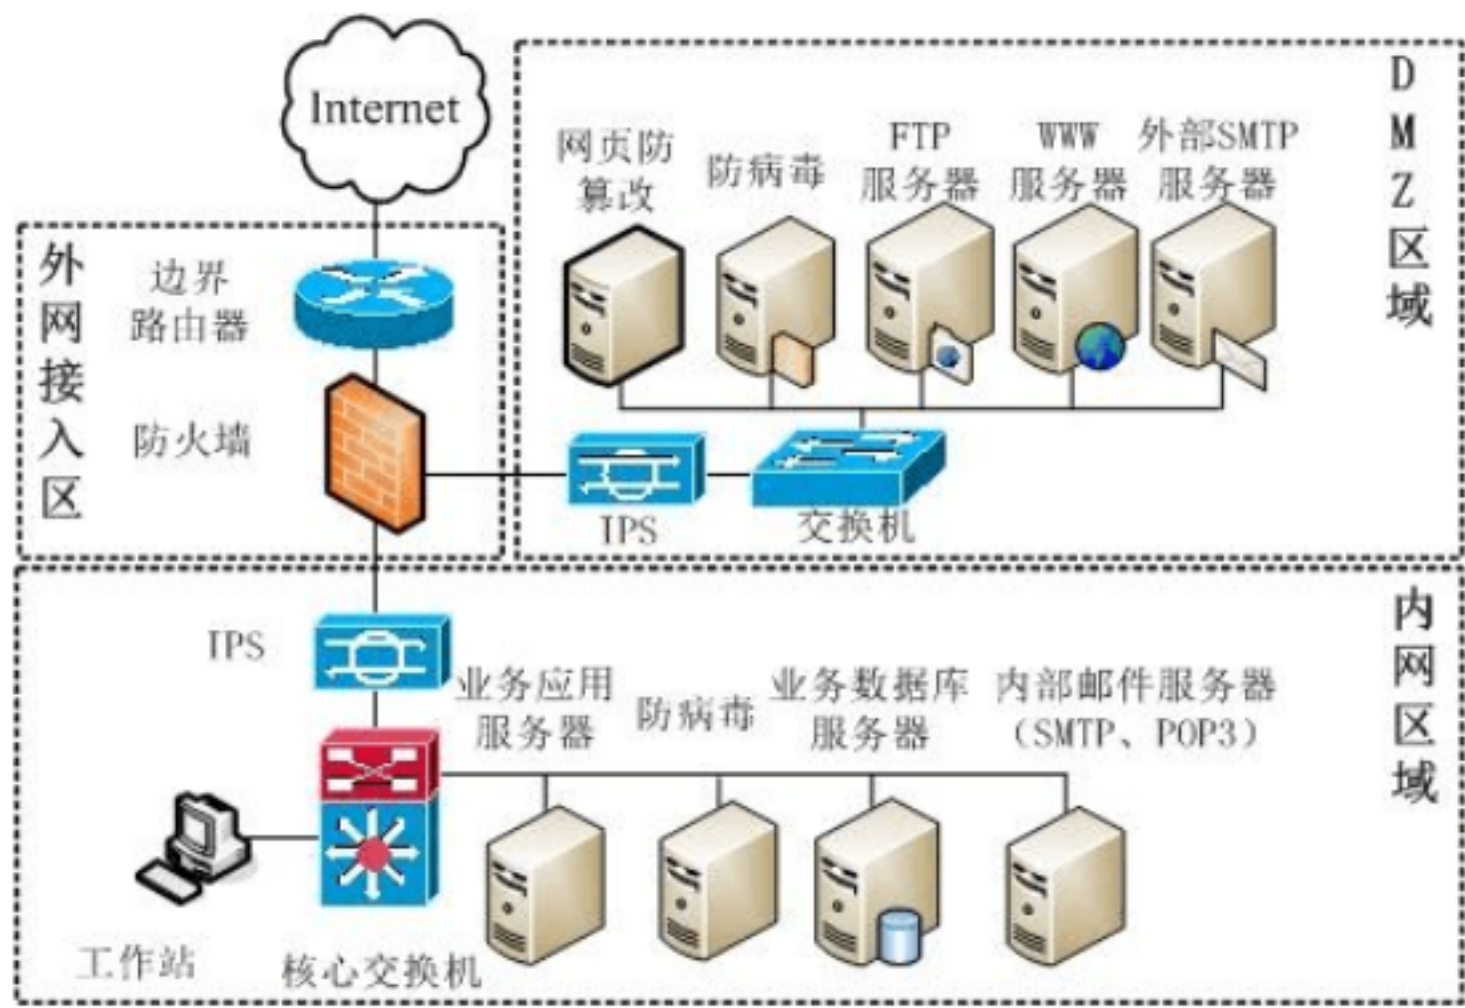 Internet
DMZ区域
网页防
篡改
防病毒
FTP
服务器
WWW
服务器
外部SMTP
服务器
外网接入区
边界
路由器
防火墙
IPS
交换机
内网区域
IPS
业务应用
服务器
防病毒
业务数据库
服务器
内部邮件服务器
（SMTP、POP3）
工作站
核心交换机